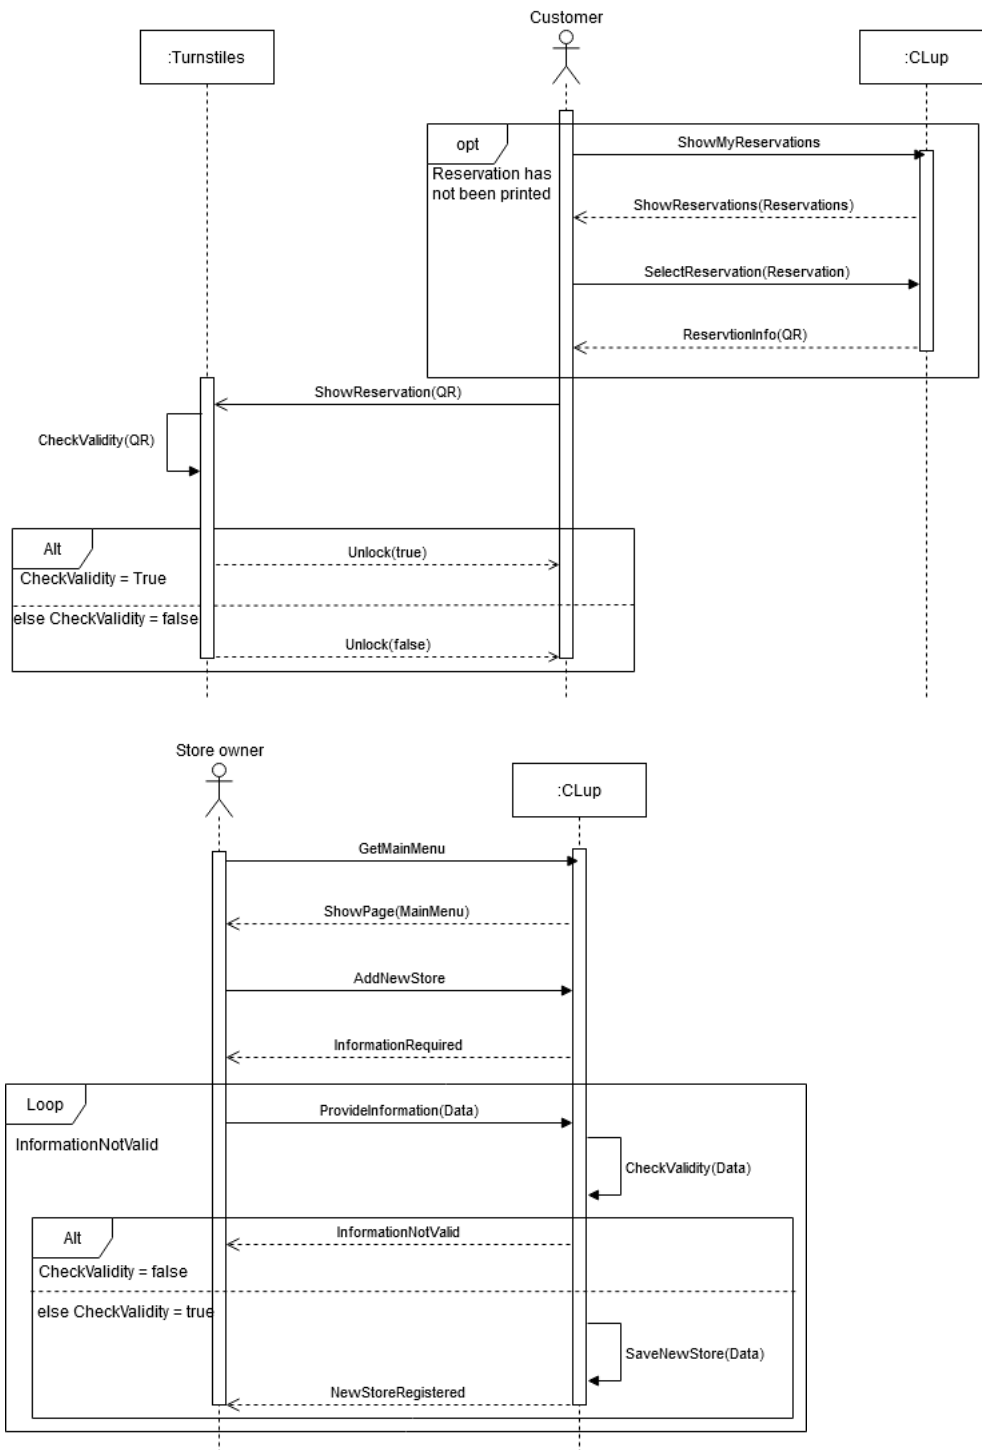 Customer
:Turnstiles
:CLup
opt
ShowMyReservations
Reservation has
not been printed
ShowReservations(Reservations)
SelectReservation(Reservation)
ReservtionInfo(QR)
ShowReservation(QR)
CheckValidity(QR)
Alt
Unlock(true)
CheckValidity = True
else CheckValidity = false
Unlock(false)
Store owner
:CLup
GetMainMenu
ShowPage(MainMenu)
AddNewStore
InformationRequired
Loop
ProvideInformation(Data)
InformationNotValid
CheckValidity(Data)
Alt
InformationNotValid
CheckValidity = false
else CheckValidity = true
SaveNewStore(Data)
NewStoreRegistered